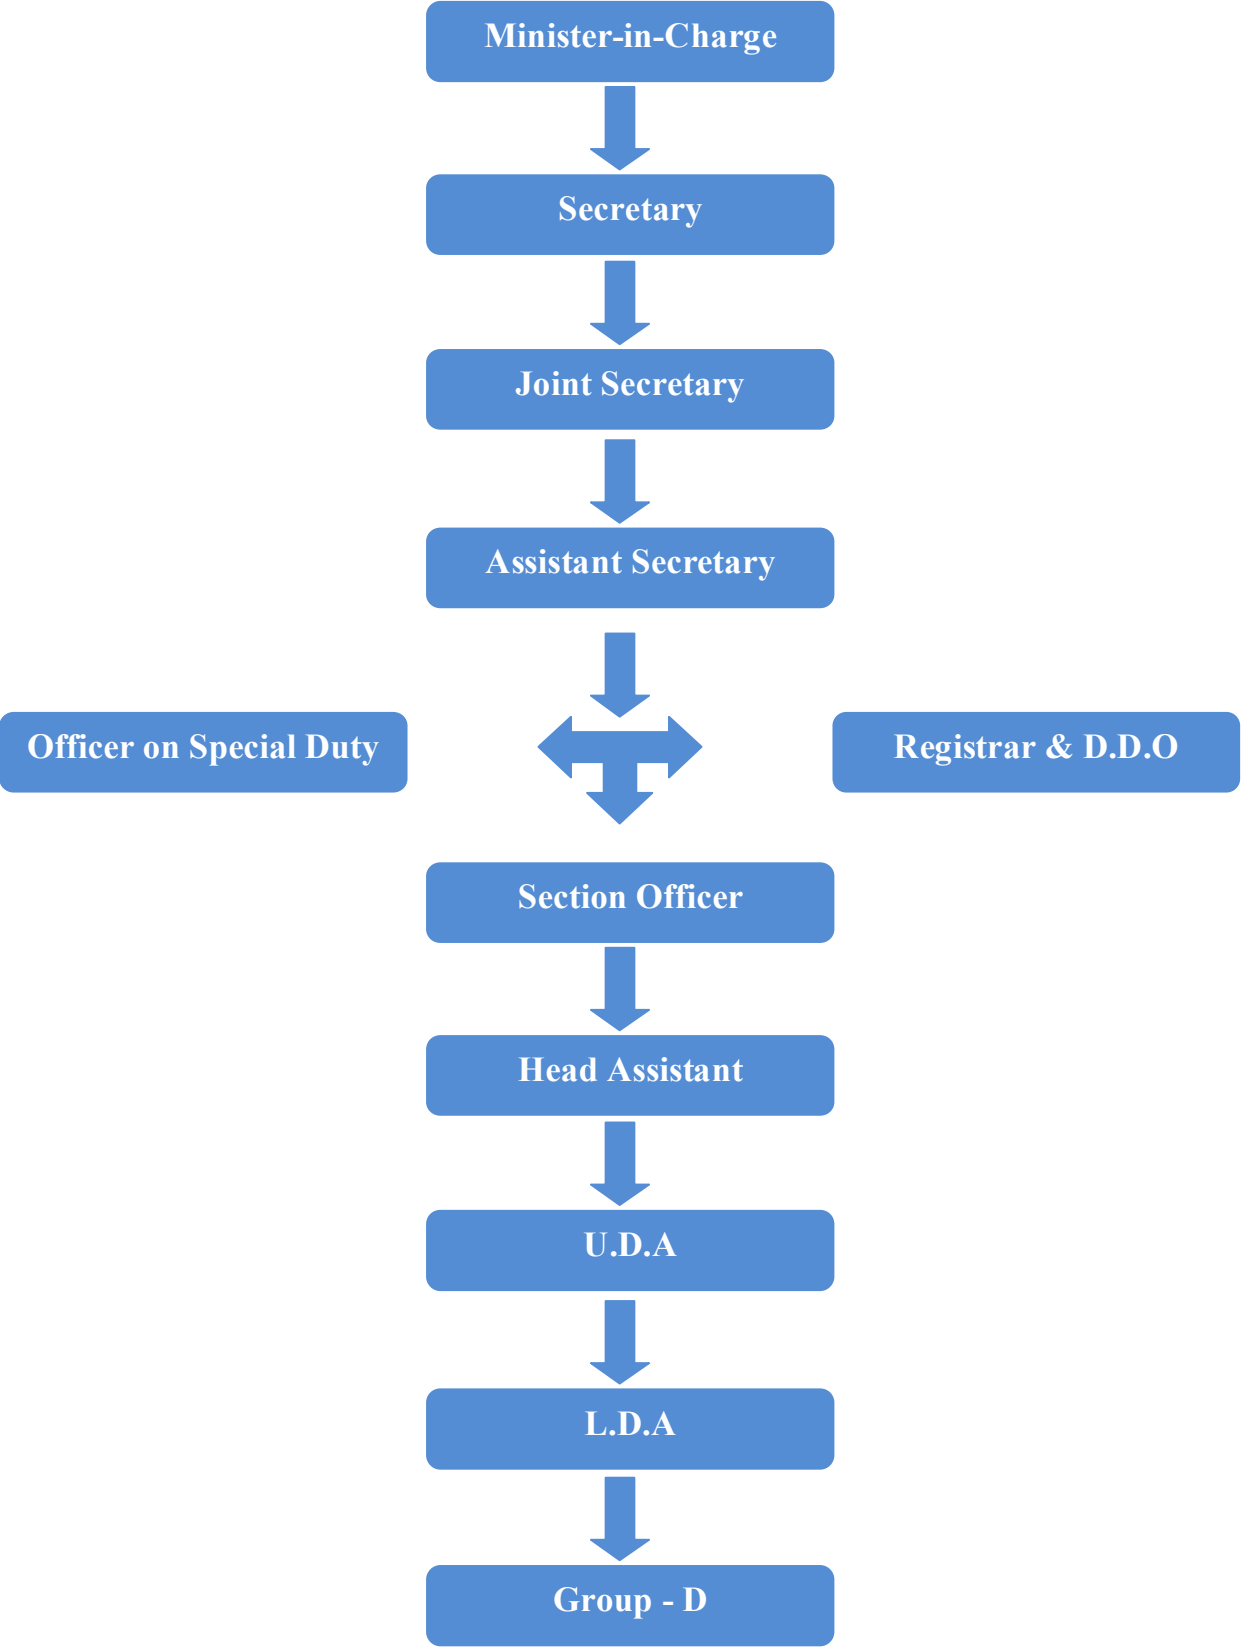 Minister-in-Charge
Secretary
Joint Secretary
Assistant Secretary
Officer on Special Duty
Registrar & D.D.O
Section Officer
Head Assistant
U.D.A
L.D.A
Group - D